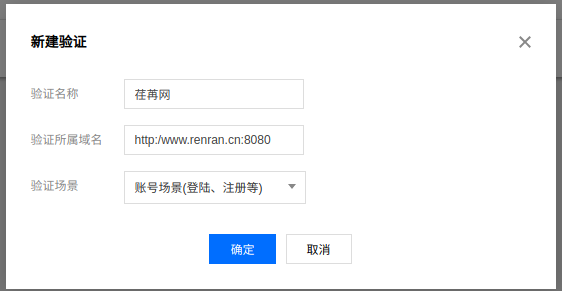 新建验证
验证名称 荏苒网
验证所属域名 http:/www.renran.cn:8080
验证场景 账号场景(登陆、注册等)
确定 取消